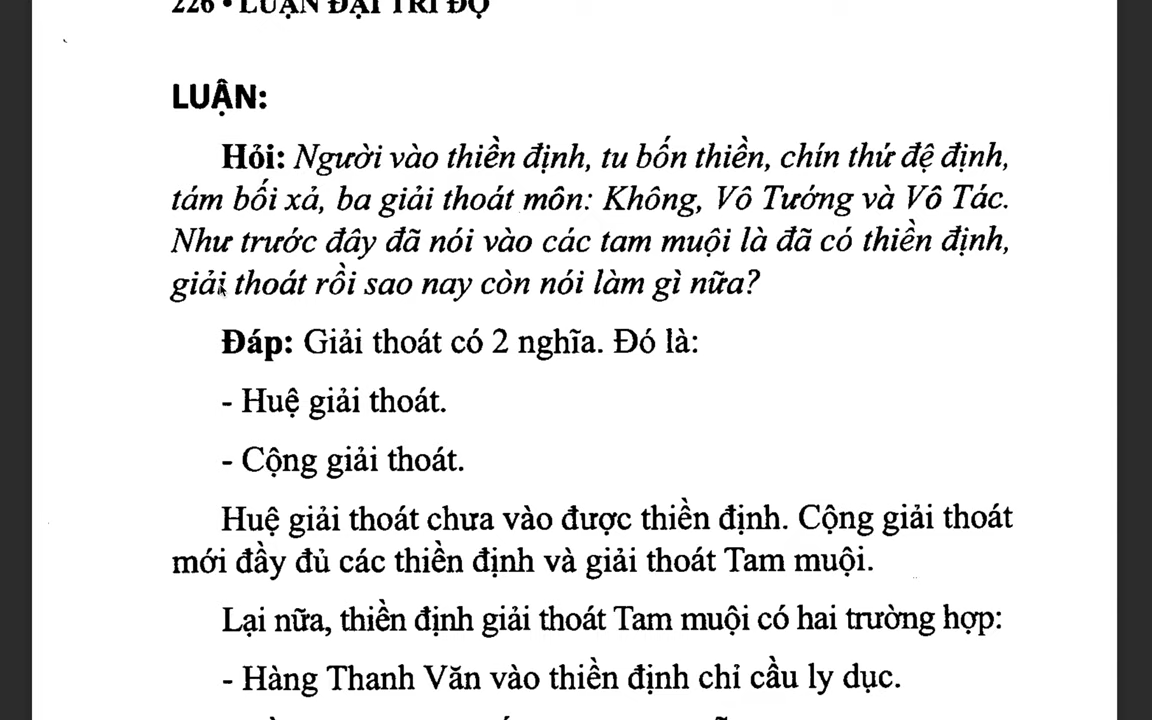 226 • LUẬN ĐẠI TRÍ ĐỘ
LUẬN:
Hỏi: Người vào thiền định, tu bốn thiền, chín thứ đệ định,
tám bối xả, ba giải thoát môn: Không, Vô Tướng và Vô Tác.
Như trước đây đã nói vào các tam muội là đã có thiền định,
giải thoát rồi sao nay còn nói làm gì nữa?
Đáp: Giải thoát có 2 nghĩa. Đó là:
- Huệ giải thoát.
- Cộng giải thoát.
Huệ giải thoát chưa vào được thiền định. Cộng giải thoát
mới đầy đủ các thiền định và giải thoát Tam muội.
Lại nữa, thiền định giải thoát Tam muội có hai trường hợp:
- Hàng Thanh Văn vào thiền định chỉ cầu ly dục.